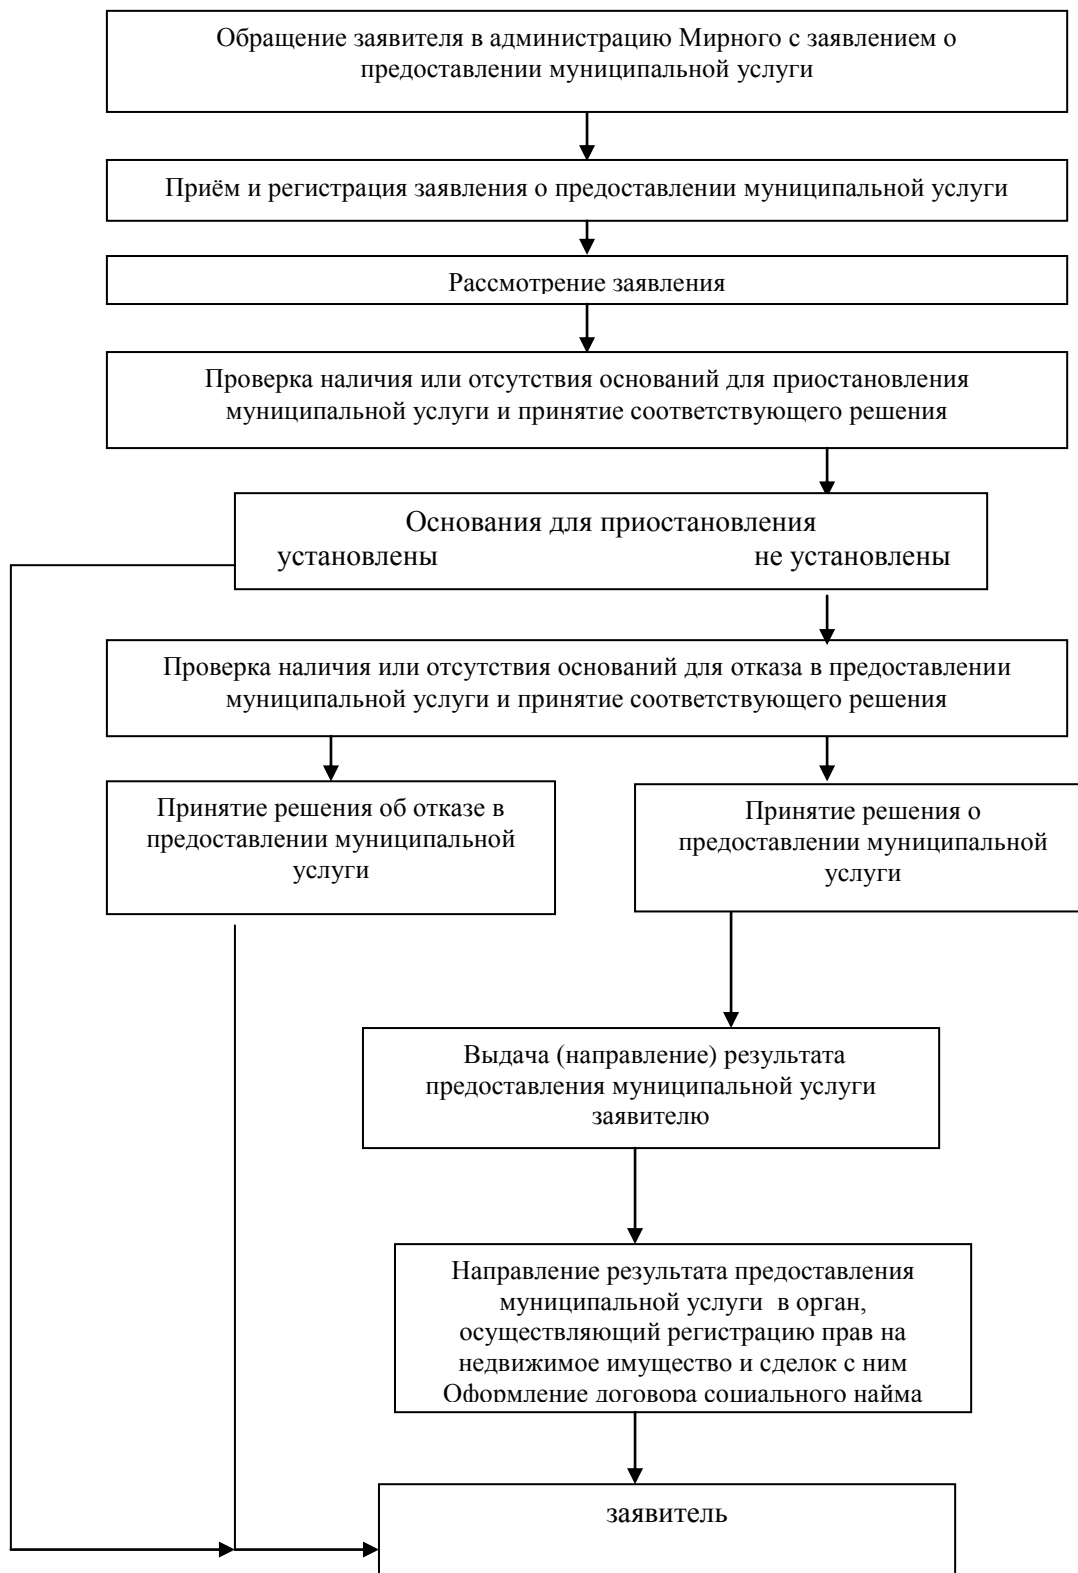 Обращение заявителя в администрацию Мирного с заявлением о
предоставлении муниципальной услуги
Приём и регистрация заявления о предоставлении муниципальной услуги
Рассмотрение заявления
Проверка наличия или отсутствия оснований для приостановления
муниципальной услуги и принятие соответствующего решения
Основания для приостановления
установлены не установлены
Проверка наличия или отсутствия оснований для отказа в предоставлении
муниципальной услуги и принятие соответствующего решения
Принятие решения об отказе в
предоставлении муниципальной
услуги
Принятие решения о
предоставлении муниципальной
услуги
Выдача (направление) результата
предоставления муниципальной услуги
заявителю
Направление результата предоставления
муниципальной услуги в орган,
осуществляющий регистрацию прав на
недвижимое имущество и сделок с ним
Оформление договора социального найма
заявитель